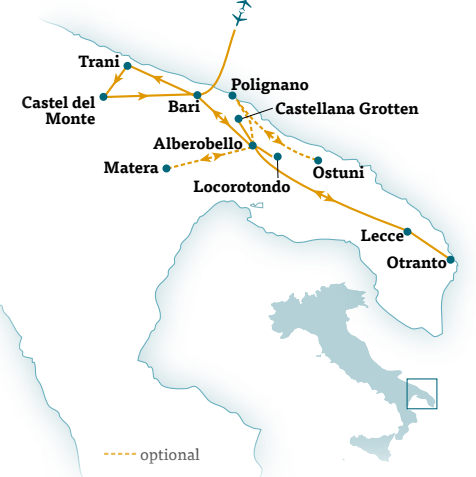 Trani
Polignano
Castel del
Monte
Bari
Castellana Grotten
Alberobello
Matera
Ostuni
Locorotondo
Lecce
Otranto
optional